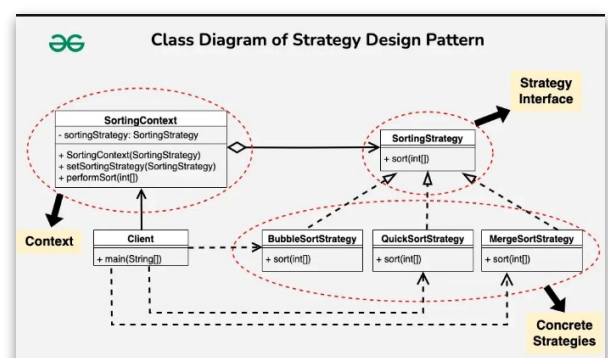 Class Diagram of Strategy Design Pattern
Strategy
Interface
SortingContext
- sortingStrategy: SortingStrategy
+ SortingContext(SortingStrategy)
+ setSortingStrategy(SortingStrategy)
+ performSort(int[])
SortingStrategy
+ sort(int[])
Context
Client
+ main(String[])
BubbleSortStrategy
+ sort(int[])
QuickSortStrategy
+ sort(int[])
MergeSortStrategy
+ sort(int[])
Concrete
Strategies